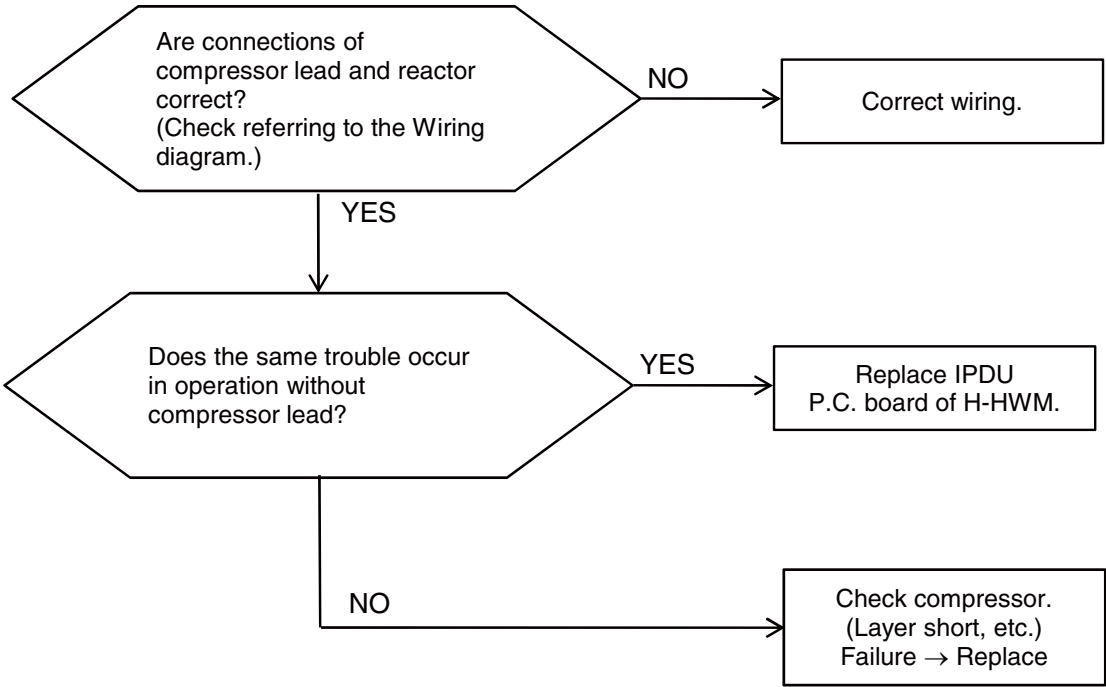 Are connections of
compressor lead and reactor
correct?
(Check referring to the Wiring
diagram.)
NO
Correct wiring.
YES
Does the same trouble occur
in operation without
compressor lead?
YES
Replace IPDU
P.C. board of H-HWM.
NO
Check compressor.
(Layer short, etc.)
Failure → Replace